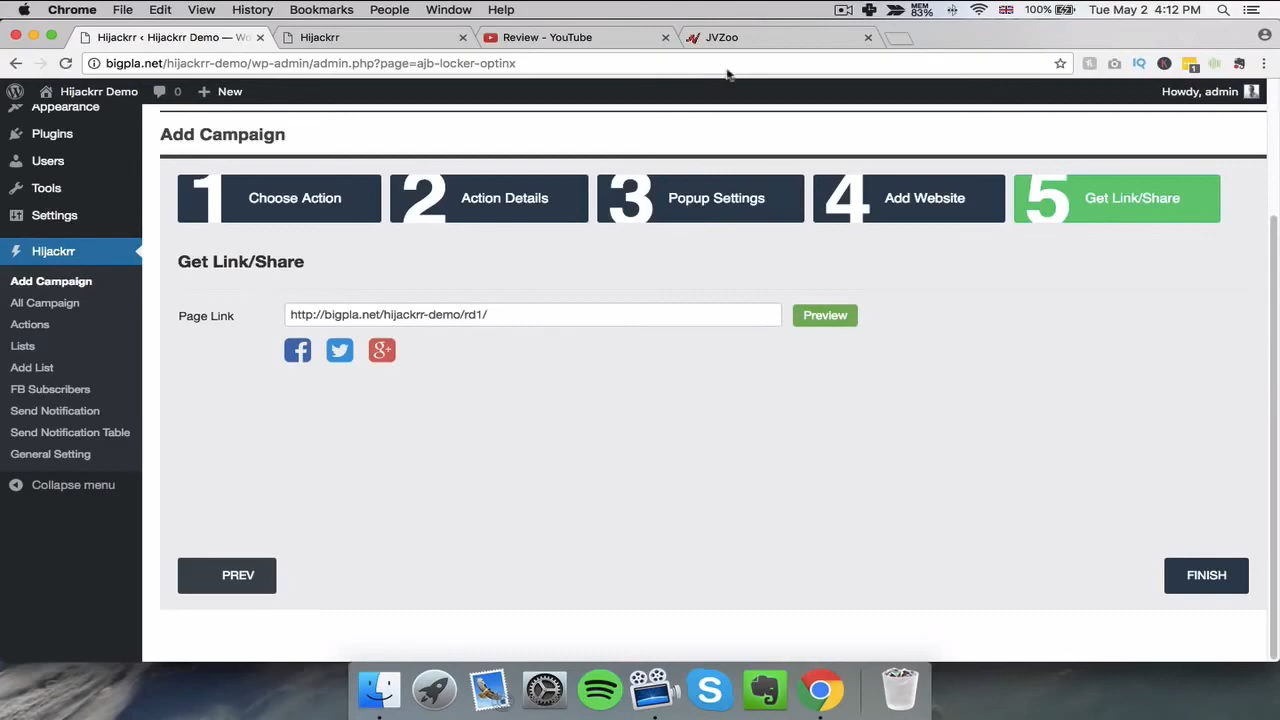 Chrome File Edit View History Bookmarks People Window Help MEM 83% 100% Tue May 2 4:12 PM
Hijackrr ‹ Hijackrr Demo — Wo Hijackrr Review - YouTube JVZoo
bigpla.net/hijackrr-demo/wp-admin/admin.php?page=ajb-locker-optinx IQ 1
Hijackrr Demo 0 New Howdy, admin
Appearance
Plugins
Users
Tools
Settings
Hijackrr
Add Campaign
All Campaign
Actions
Lists
Add List
FB Subscribers
Send Notification
Send Notification Table
General Setting
Collapse menu
Add Campaign
1 Choose Action 2 Action Details 3 Popup Settings 4 Add Website 5 Get Link/Share
Get Link/Share
Page Link http://bigpla.net/hijackrr-demo/rd1/ Preview
f g+
PREV FINISH
S